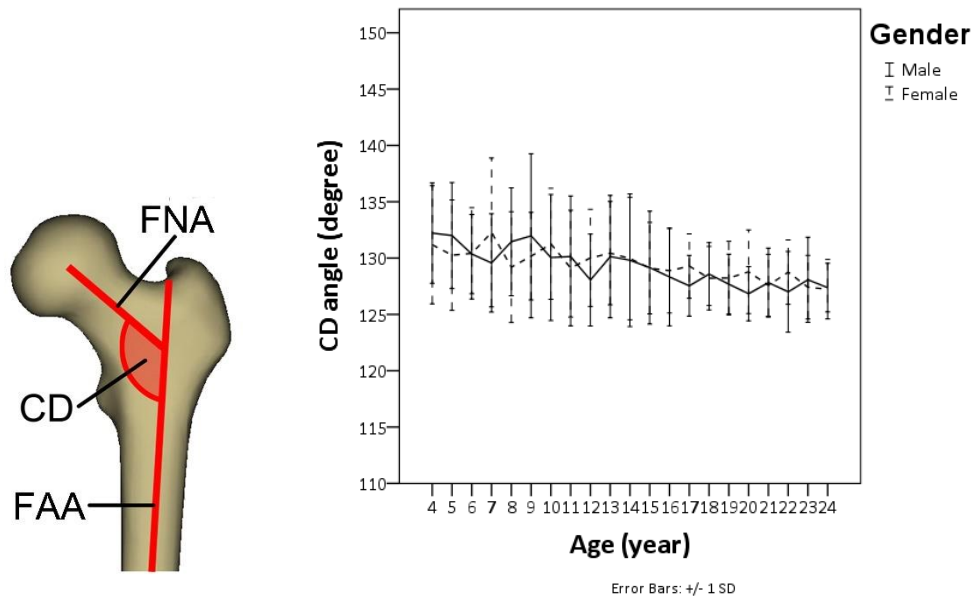 FNA
CD
FAA
CD angle (degree)
150
145
140
135
130
125
120
115
110
4 5 6 7 8 9 10 11 12 13 14 15 16 17 18 19 20 21 22 23 24
Age (year)
Error Bars: +/- 1 SD
Gender
Male
Female